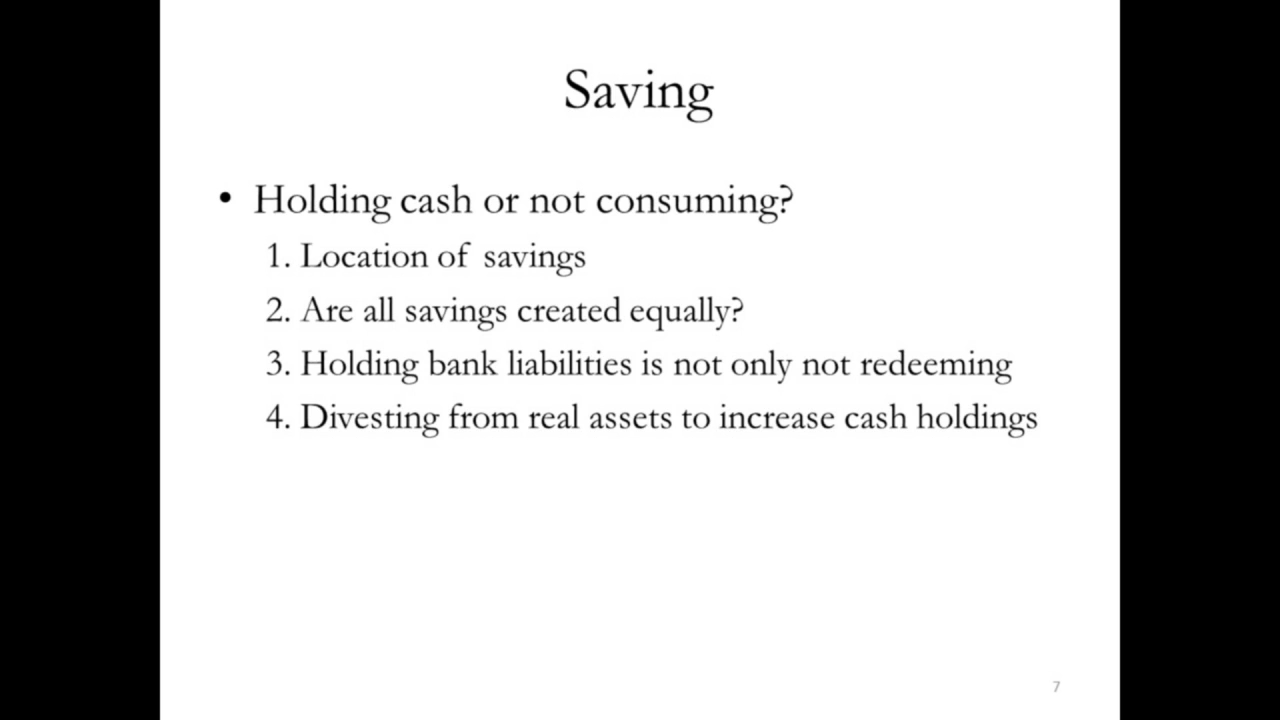 Saving
• Holding cash or not consuming?
1. Location of savings
2. Are all savings created equally?
3. Holding bank liabilities is not only not redeeming
4. Divesting from real assets to increase cash holdings
7